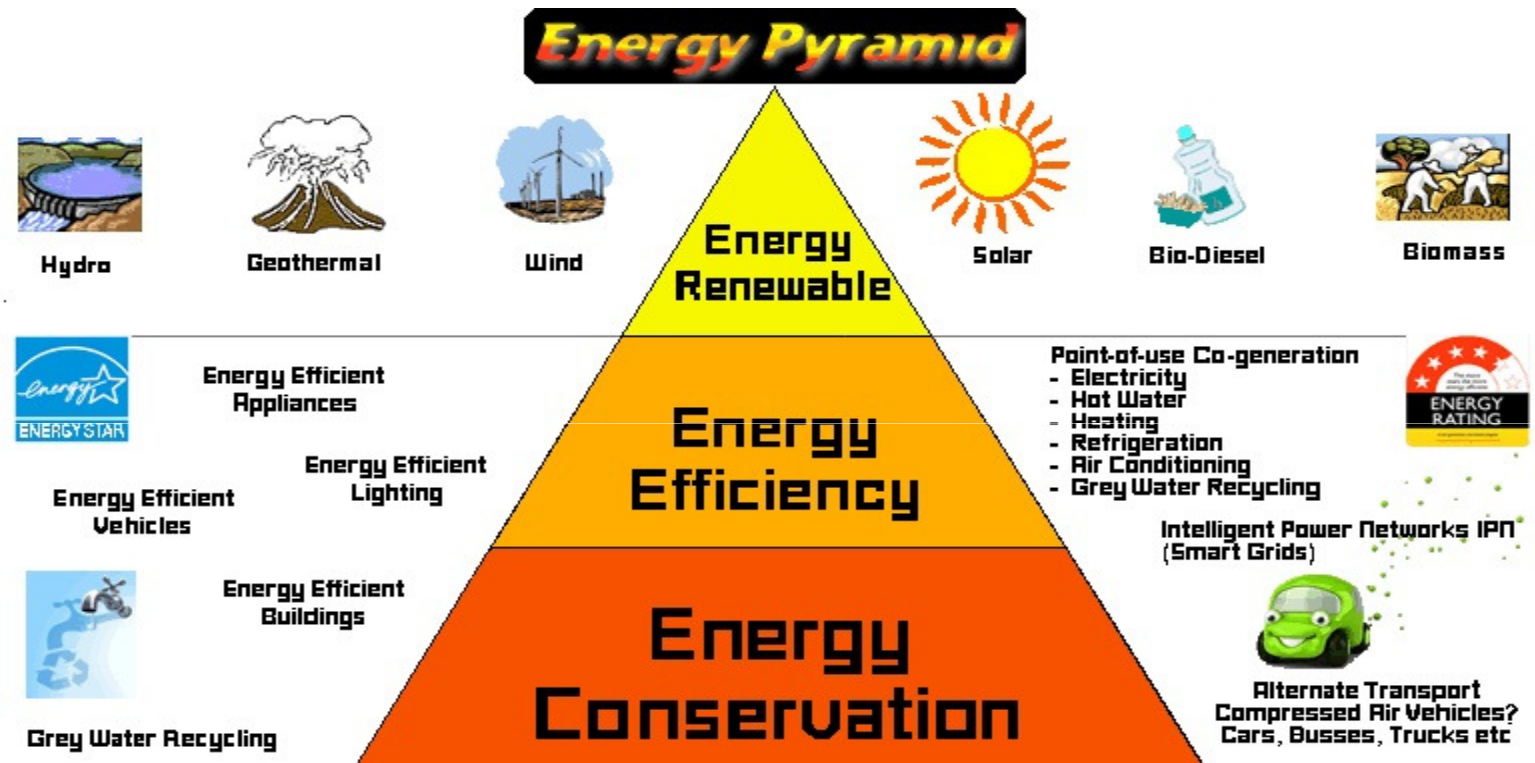 Energy Pyramid
Hydro
Geothermal
Wind
Solar
Bio-Diesel
Biomass
Energy
Renewable
energy
ENERGY STAR
Energy Efficient
Appliances
Energy Efficient
Lighting
Energy Efficient
Vehicles
Energy
Efficiency
Point-of-use Co-generation
- Electricity
- Hot Water
- Heating
- Refrigeration
- Air Conditioning
- Grey Water Recycling
ENERGY
RATING
Intelligent Power Networks IPN
(Smart Grids)
Energy Efficient
Buildings
Grey Water Recycling
Energy
Conservation
Alternate Transport
Compressed Air Vehicles?
Cars, Busses, Trucks etc